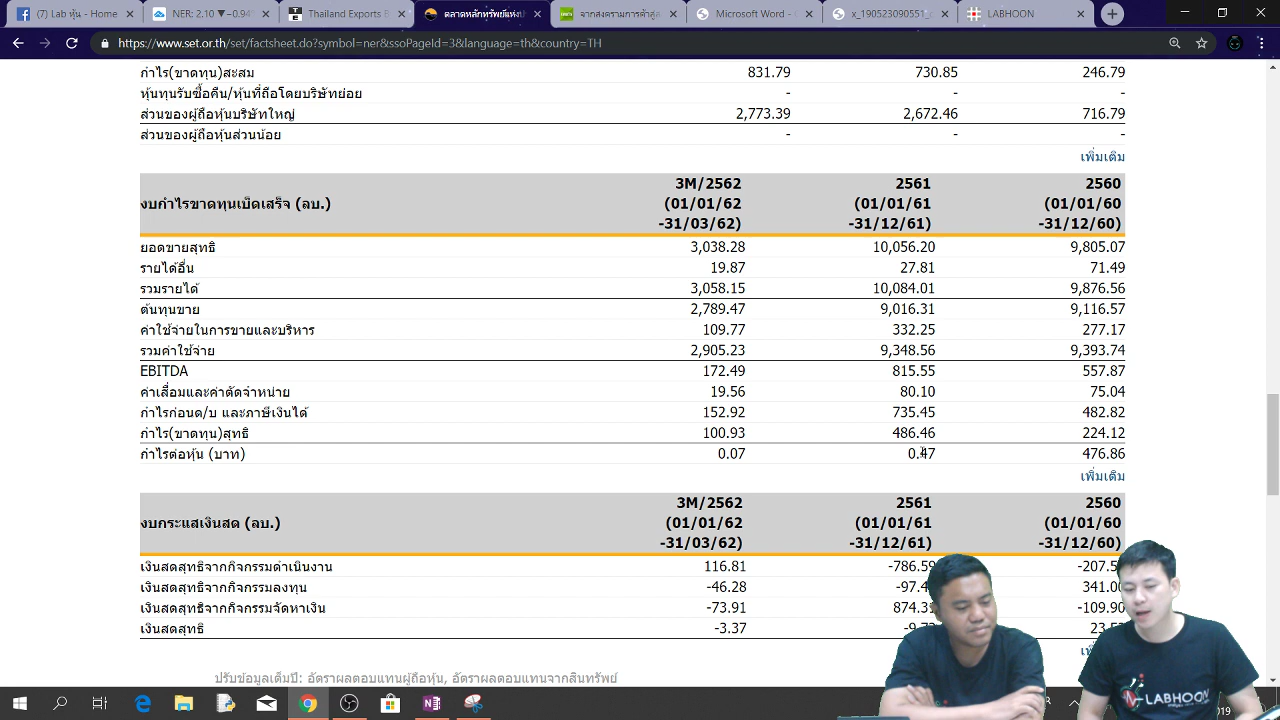 Lab หุ้น - Home
NER: 2.10 ▼ -0.94%
Thailand Exports B
ตลาดหลักทรัพย์แห่งป
จากสงครามการค้าสู่ส
Microsoft Word -
x190523090551_
LABHOON
https://www.set.or.th/set/factsheet.do?symbol=ner&ssoPageId=3&language=th&country=TH
กำไร(ขาดทุน)สะสม 831.79 730.85 246.79
หุ้นทุนรับซื้อคืน/หุ้นที่ถือโดยบริษัทย่อย - - -
ส่วนของผู้ถือหุ้นบริษัทใหญ่ 2,773.39 2,672.46 716.79
ส่วนของผู้ถือหุ้นส่วนน้อย - - -
เพิ่มเติม
3M/2562 2561 2560
งบกำไรขาดทุนเบ็ดเสร็จ (ลบ.) (01/01/62 (01/01/61 (01/01/60
-31/03/62) -31/12/61) -31/12/60)
ยอดขายสุทธิ 3,038.28 10,056.20 9,805.07
รายได้อื่น 19.87 27.81 71.49
รวมรายได้ 3,058.15 10,084.01 9,876.56
ต้นทุนขาย 2,789.47 9,016.31 9,116.57
ค่าใช้จ่ายในการขายและบริหาร 109.77 332.25 277.17
รวมค่าใช้จ่าย 2,905.23 9,348.56 9,393.74
EBITDA 172.49 815.55 557.87
ค่าเสื่อมและค่าตัดจำหน่าย 19.56 80.10 75.04
กำไรก่อนด/บ และภาษีเงินได้ 152.92 735.45 482.82
กำไร(ขาดทุน)สุทธิ 100.93 486.46 224.12
กำไรต่อหุ้น (บาท) 0.07 0.47 476.86
เพิ่มเติม
3M/2562 2561 2560
งบกระแสเงินสด (ลบ.) (01/01/62 (01/01/61 (01/01/60
-31/03/62) -31/12/61) -31/12/60)
เงินสดสุทธิจากกิจกรรมดำเนินงาน 116.81 -786.59 -207.5
เงินสดสุทธิจากกิจกรรมลงทุน -46.28 -97.4 341.00
เงินสดสุทธิจากกิจกรรมจัดหาเงิน -73.91 874.31 -109.90
เงินสดสุทธิ -3.37 -9.7 23.5
ปรับข้อมูลเต็มปี: อัตราผลตอบแทนผู้ถือหุ้น, อัตราผลตอบแทนจากสินทรัพย์
LABHOON